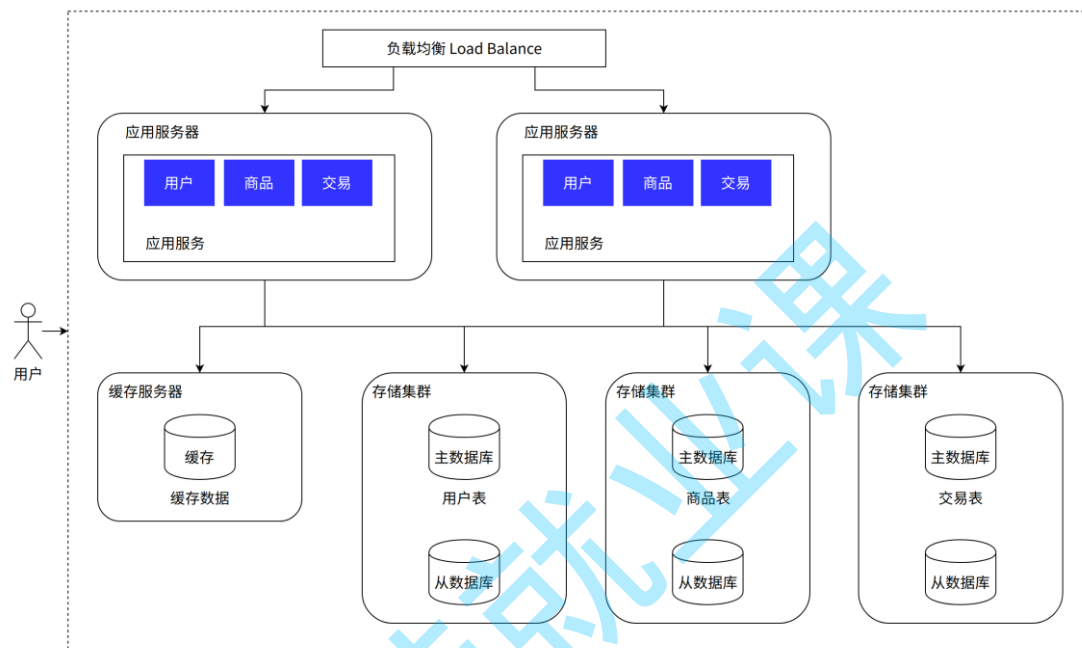 负载均衡 Load Balance
应用服务器
应用服务器
用户 商品 交易
用户 商品 交易
应用服务
应用服务
用户
缓存服务器
存储集群
存储集群
存储集群
缓存
主数据库
主数据库
主数据库
缓存数据
用户表
商品表
交易表
从数据库
从数据库
从数据库
就业课